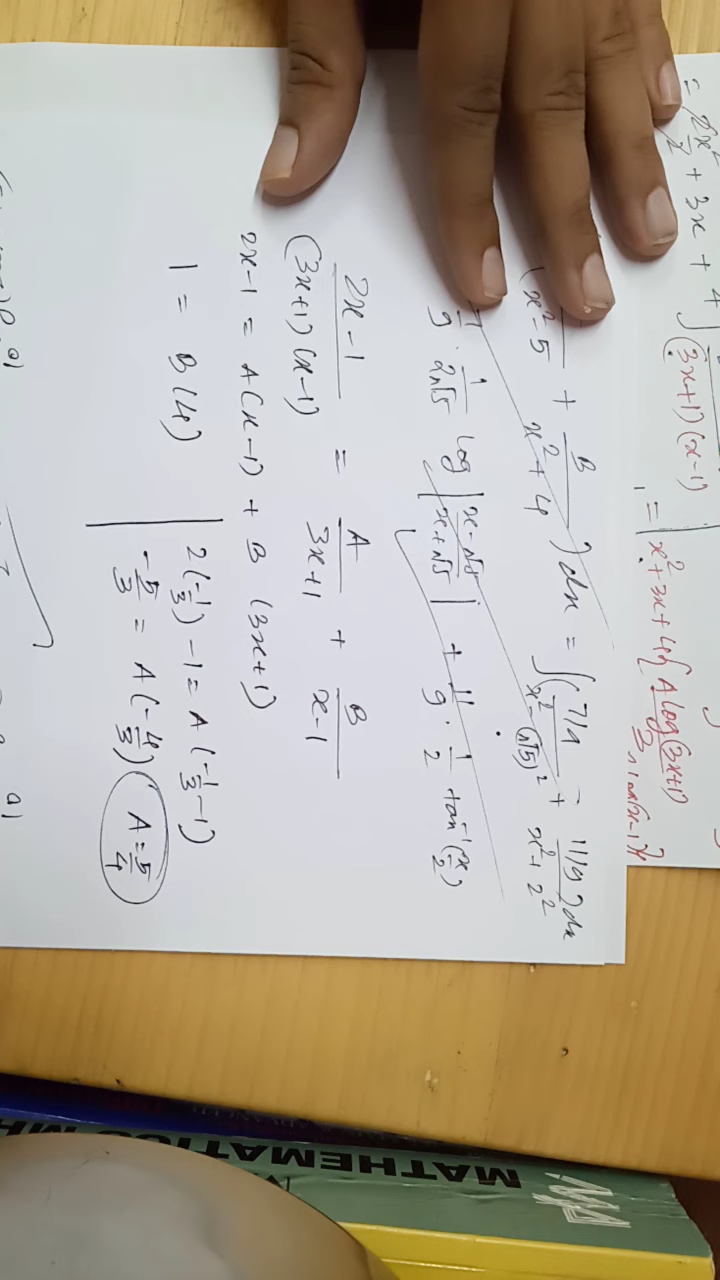 = 2x²/2 + 3x + 4∫
(3x+1)(x-1)
= x² + 3x + 4{ A log(3x+1)/3
(x²-5 + B/x²+4) dx = ∫( 7/9 / x²-(√5)² + 11/9 / x²+2² ) dx
7/9 · 1/2√5 log |x-√5/x+√5| + 11/9 · 1/2 tan⁻¹(x/2)
2x-1/(3x+1)(x-1) = A/3x+1 + B/x-1
2x-1 = A(x-1) + B (3x+1)
1 = B(4)
2(-1/3) -1 = A (-1/3 -1)
-5/3 = A(-4/3)
A = 5/4
MATHEMATICS